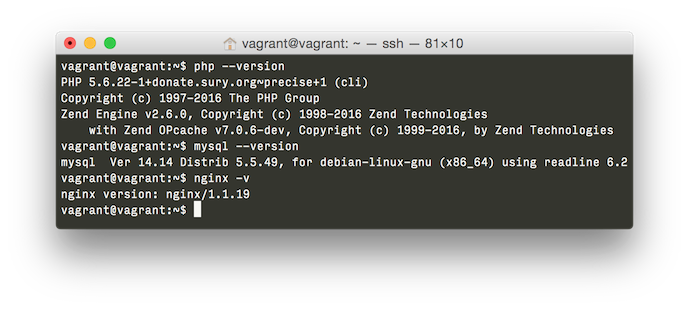 vagrant@vagrant: ~ — ssh — 81×10
vagrant@vagrant:~$ php --version
PHP 5.6.22-1+donate.sury.org~precise+1 (cli)
Copyright (c) 1997-2016 The PHP Group
Zend Engine v2.6.0, Copyright (c) 1998-2016 Zend Technologies
    with Zend OPcache v7.0.6-dev, Copyright (c) 1999-2016, by Zend Technologies
vagrant@vagrant:~$ mysql --version
mysql  Ver 14.14 Distrib 5.5.49, for debian-linux-gnu (x86_64) using readline 6.2
vagrant@vagrant:~$ nginx -v
nginx version: nginx/1.1.19
vagrant@vagrant:~$